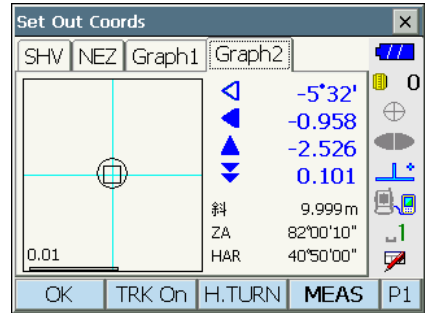 Set Out Coords
SHV NEZ Graph1 Graph2
0
-5°32'
-0.958
-2.526
0.101
斜 9.999m
ZA 82°00'10"
HAR 40°50'00"
0.01
1
OK TRK On H.TURN MEAS P1